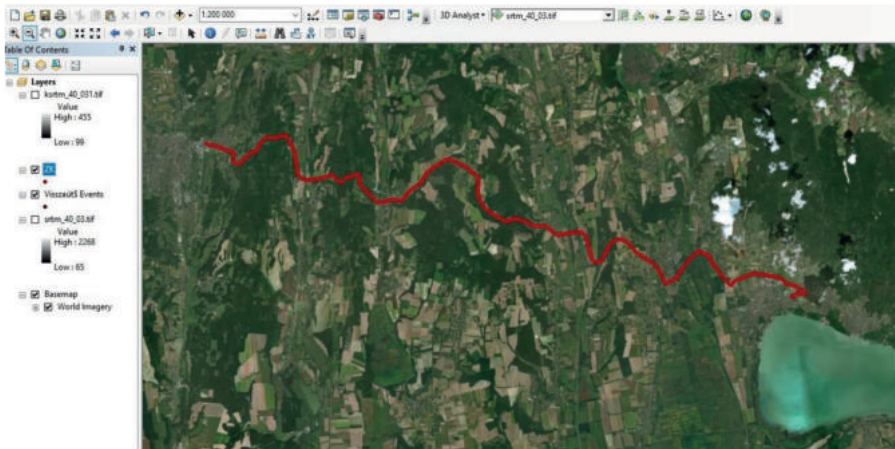 1:200 000
3D Analyst
srtm_40_03.tif
Table Of Contents
Layers
ksrtm_40_031.tif
Value
High : 455
Low : 99
ZK
Visszaút$ Events
srtm_40_03.tif
Value
High : 2268
Low : 65
Basemap
World Imagery